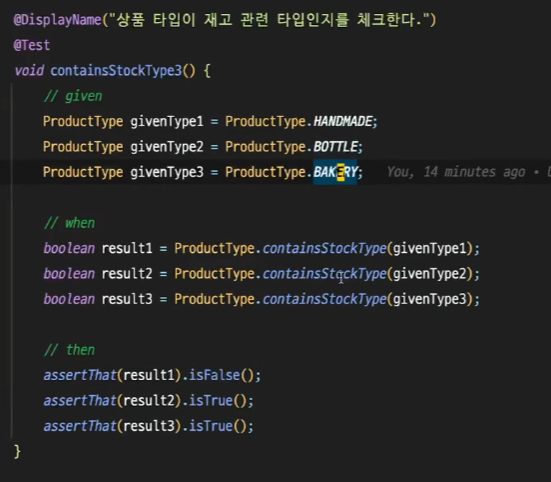 @DisplayName("상품 타입이 재고 관련 타입인지를 체크한다.")
@Test
void containsStockType3() {
// given
ProductType givenType1 = ProductType.HANDMADE;
ProductType givenType2 = ProductType.BOTTLE;
ProductType givenType3 = ProductType.BAKERY; You, 14 minutes ago •
// when
boolean result1 = ProductType.containsStockType(givenType1);
boolean result2 = ProductType.containsStockType(givenType2);
boolean result3 = ProductType.containsStockType(givenType3);
// then
assertThat(result1).isFalse();
assertThat(result2).isTrue();
assertThat(result3).isTrue();
}